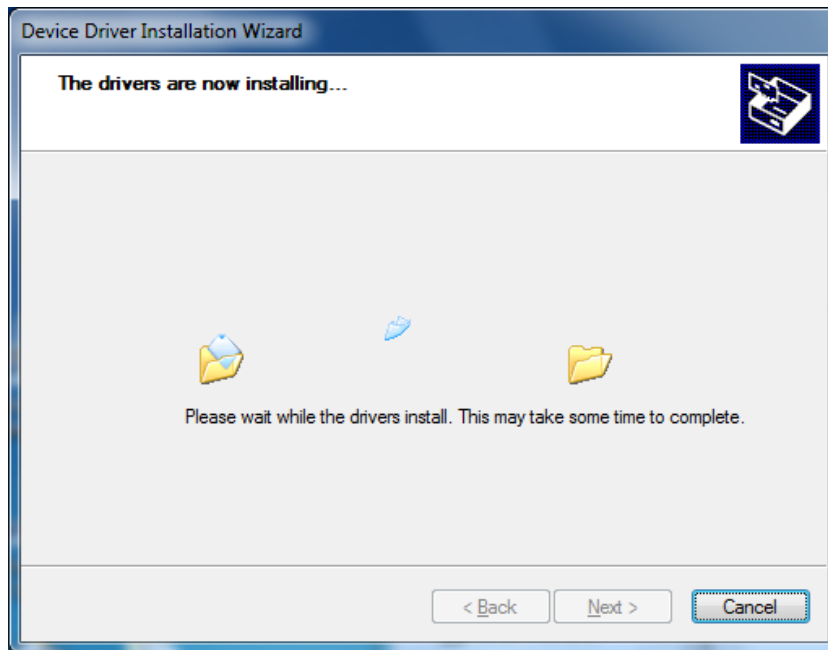 Device Driver Installation Wizard
The drivers are now installing...
Please wait while the drivers install. This may take some time to complete.
< Back
Next >
Cancel